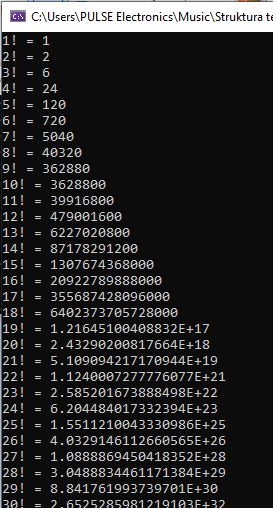 C:\Users\PULSE Electronics\Music\Struktura te
1! = 1
2! = 2
3! = 6
4! = 24
5! = 120
6! = 720
7! = 5040
8! = 40320
9! = 362880
10! = 3628800
11! = 39916800
12! = 479001600
13! = 6227020800
14! = 87178291200
15! = 1307674368000
16! = 20922789888000
17! = 355687428096000
18! = 6402373705728000
19! = 1.21645100408832E+17
20! = 2.43290200817664E+18
21! = 5.109094217170944E+19
22! = 1.1240007277776077E+21
23! = 2.585201673888498E+22
24! = 6.204484017332394E+23
25! = 1.5511210043330986E+25
26! = 4.0329146112660565E+26
27! = 1.0888869450418352E+28
28! = 3.0488834461171384E+29
29! = 8.841761993739701E+30
30! = 2.6525285981219103E+32